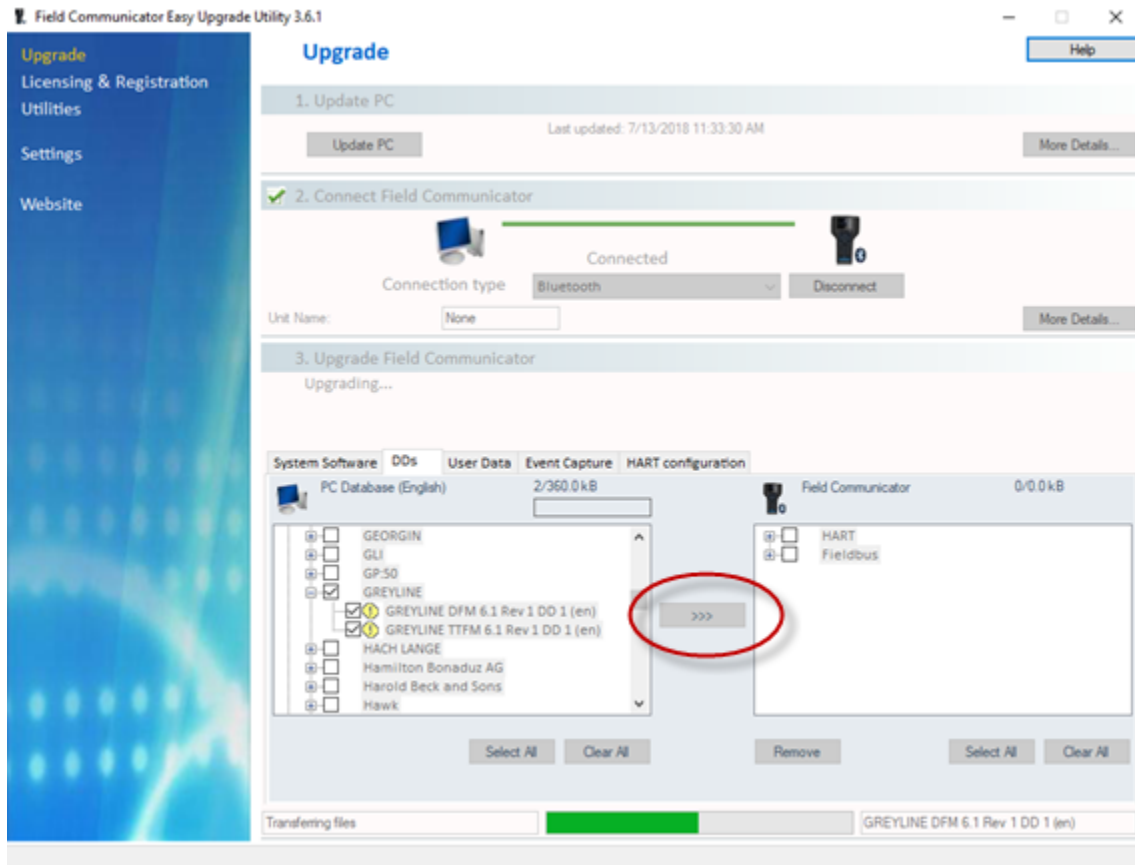 Field Communicator Easy Upgrade Utility 3.6.1
Upgrade
Licensing & Registration
Utilities
Settings
Website
Upgrade
Help
1. Update PC
Last updated: 7/13/2018 11:33:30 AM
Update PC
More Details...
2. Connect Field Communicator
Connected
Connection type
Bluetooth
Disconnect
Unit Name:
None
More Details...
3. Upgrade Field Communicator
Upgrading...
System Software DDs User Data Event Capture HART configuration
PC Database (English) 2/360.0 kB
Field Communicator 0/0.0 kB
GEORGIN
GLI
GP:50
GREYLINE
GREYLINE DFM 6.1 Rev 1 DD 1 (en)
GREYLINE TTFM 6.1 Rev 1 DD 1 (en)
HACH LANGE
Hamilton Bonaduz AG
Harold Beck and Sons
Hawk
>>>
HART
Fieldbus
Select All Clear All
Remove Select All Clear All
Transferring files
GREYLINE DFM 6.1 Rev 1 DD 1 (en)